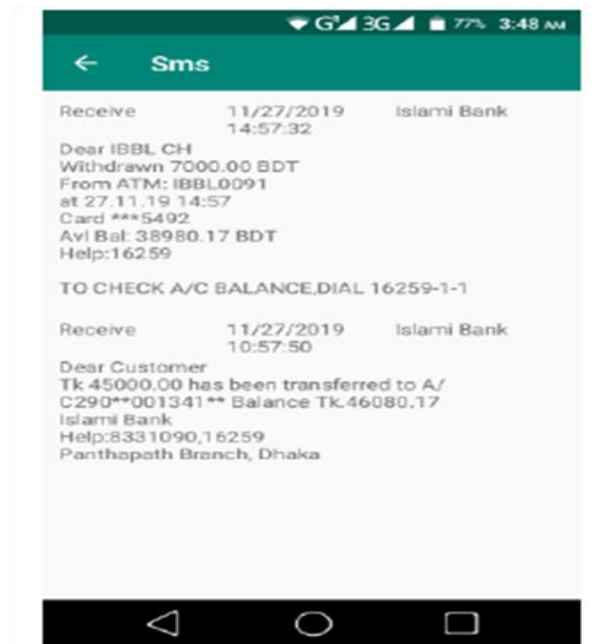 G 3G 77% 3:48 AM
Sms
Receive 11/27/2019 Islami Bank
14:57:32
Dear IBBL CH
Withdrawn 7000.00 BDT
From ATM: IBBL0091
at 27.11.19 14:57
Card ***5492
Avl Bal: 38980.17 BDT
Help:16259
TO CHECK A/C BALANCE,DIAL 16259-1-1
Receive 11/27/2019 Islami Bank
10:57:50
Dear Customer
Tk 45000.00 has been transferred to A/
C290**001341** Balance Tk.46080.17
Islami Bank
Help:8331090,16259
Panthapath Branch, Dhaka